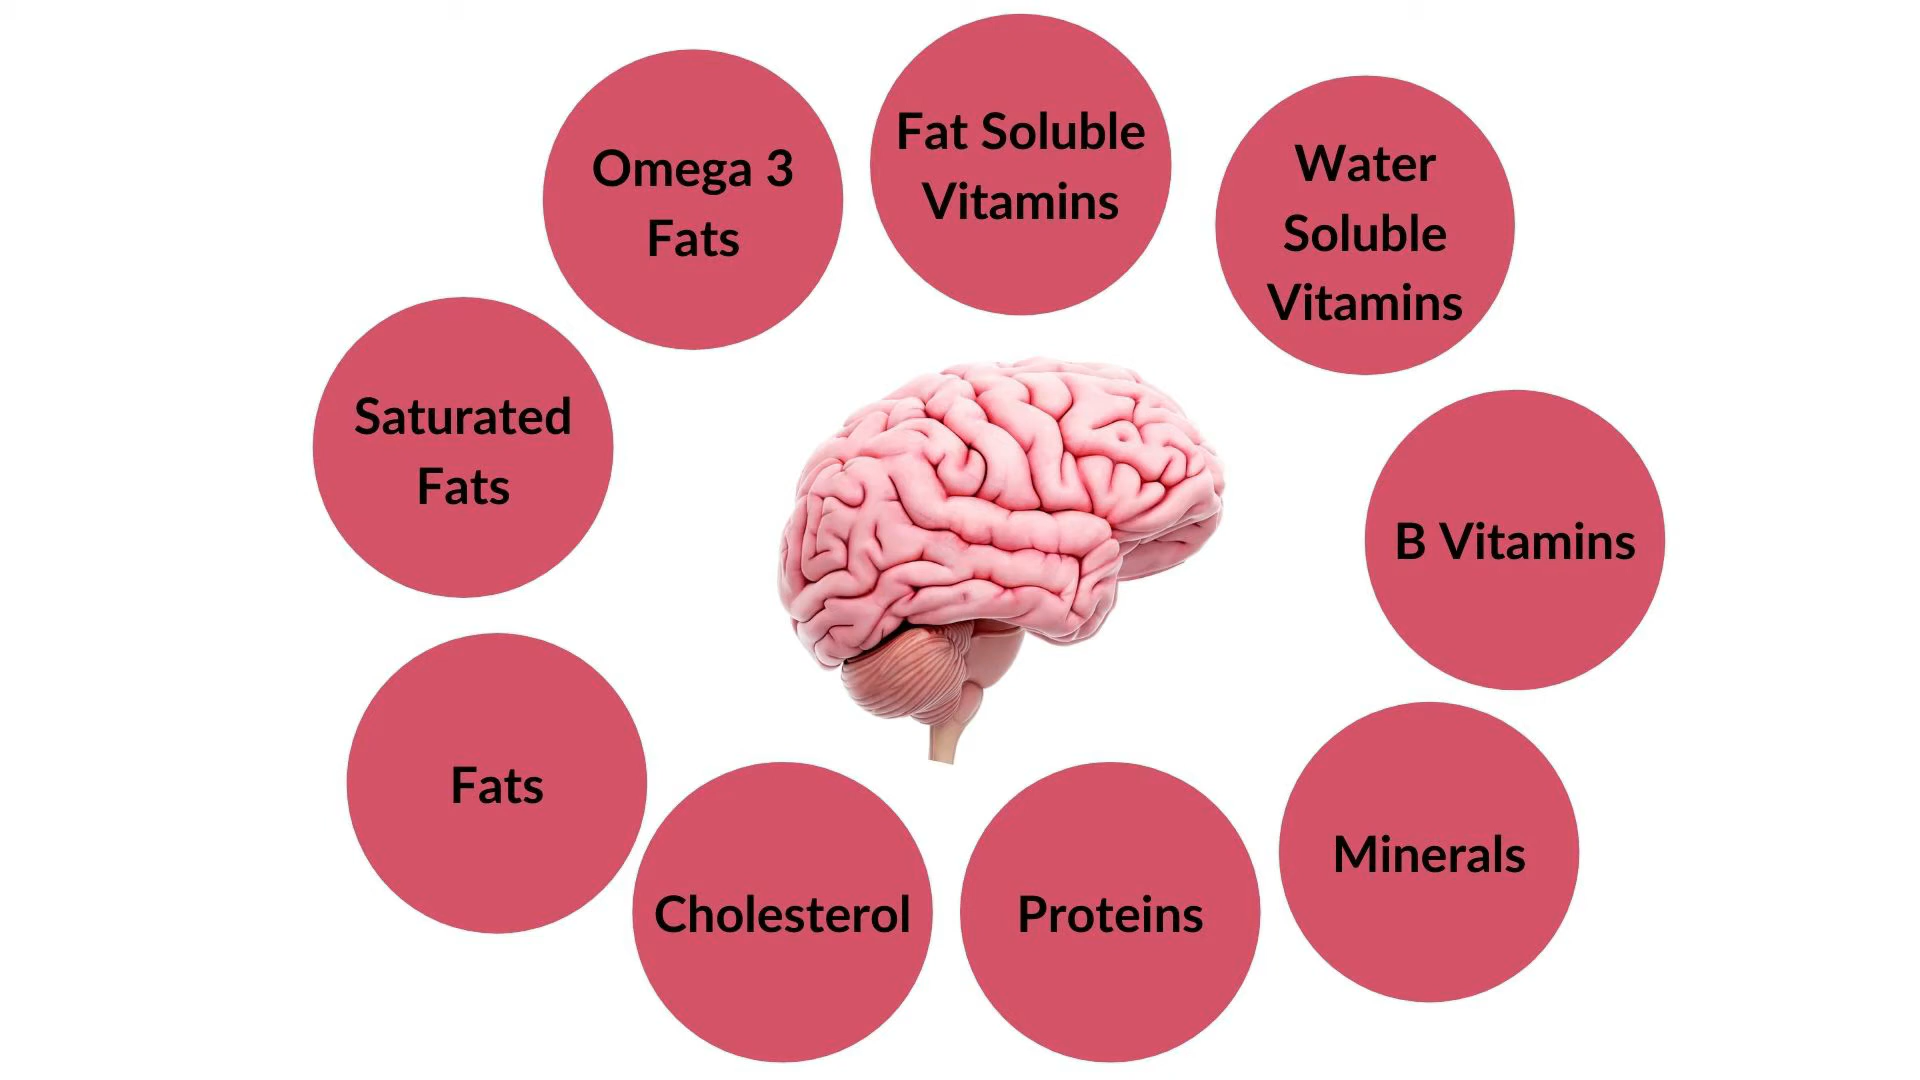 Fat Soluble
Vitamins
Omega 3
Fats
Water
Soluble
Vitamins
Saturated
Fats
B Vitamins
Fats
Minerals
Cholesterol
Proteins